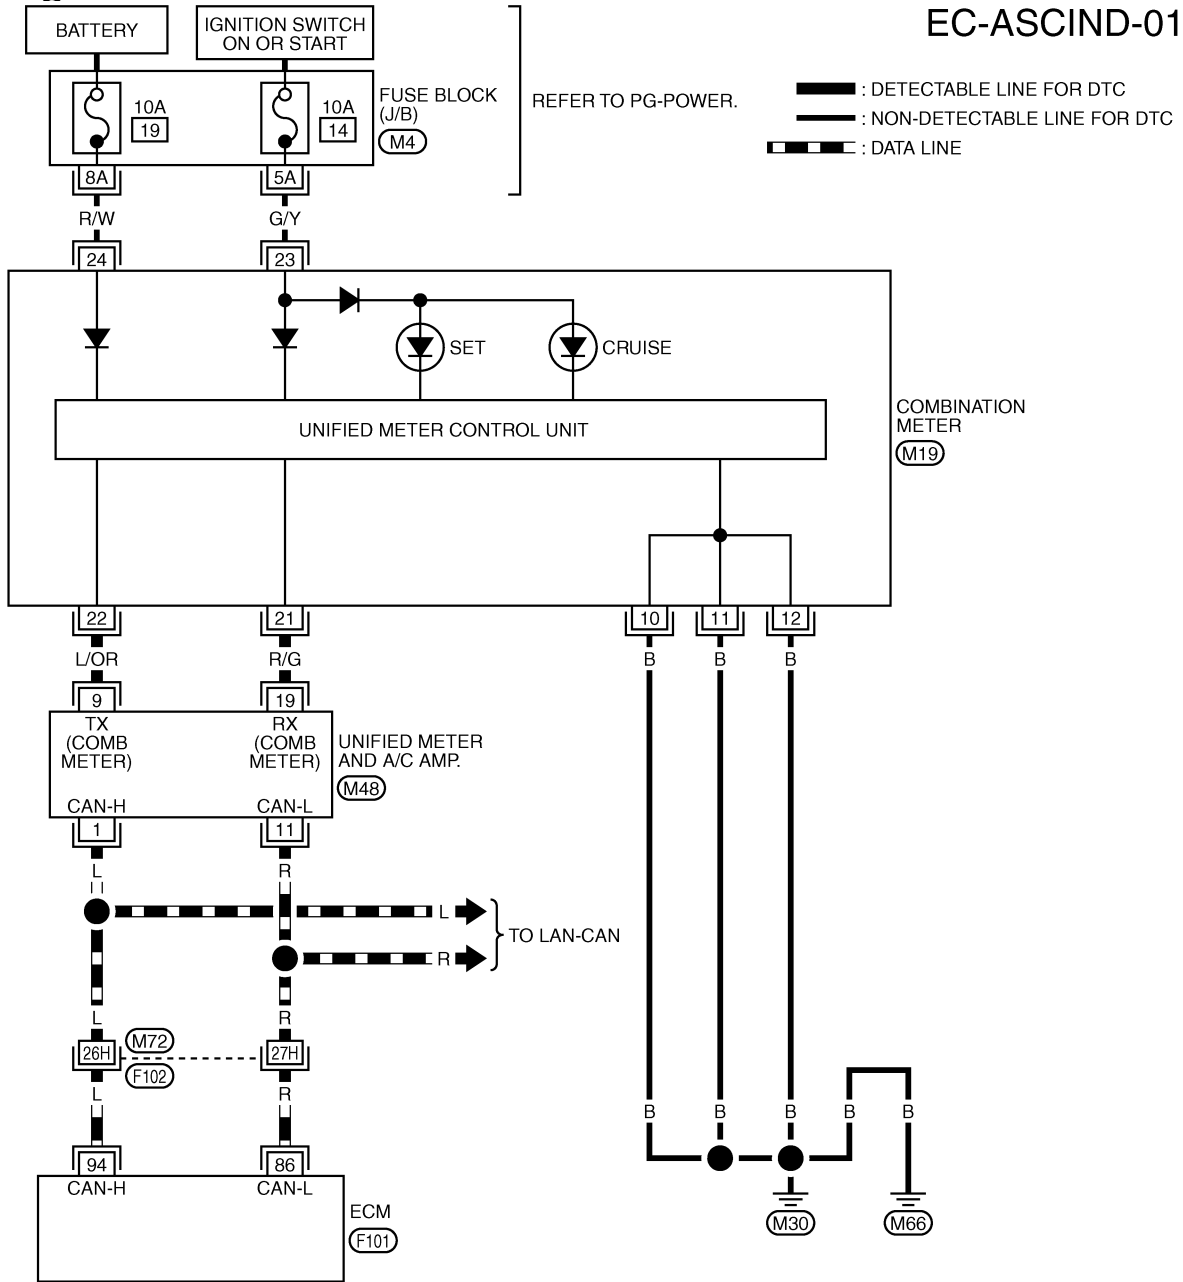 EC-ASCIND-01
BATTERY
IGNITION SWITCH
ON OR START
10A
19
10A
14
FUSE BLOCK
(J/B)
M4
REFER TO PG-POWER.
: DETECTABLE LINE FOR DTC
: NON-DETECTABLE LINE FOR DTC
: DATA LINE
8A
5A
R/W
G/Y
24
23
SET
CRUISE
UNIFIED METER CONTROL UNIT
COMBINATION
METER
M19
22
21
10
11
12
L/OR
R/G
B
B
B
9
19
TX
(COMB
METER)
RX
(COMB
METER)
UNIFIED METER
AND A/C AMP.
M48
CAN-H
CAN-L
1
11
L
R
L
R
TO LAN-CAN
L
R
26H
M72
F102
27H
L
R
B
B
B
B
B
94
86
CAN-H
CAN-L
ECM
F101
M30
M66